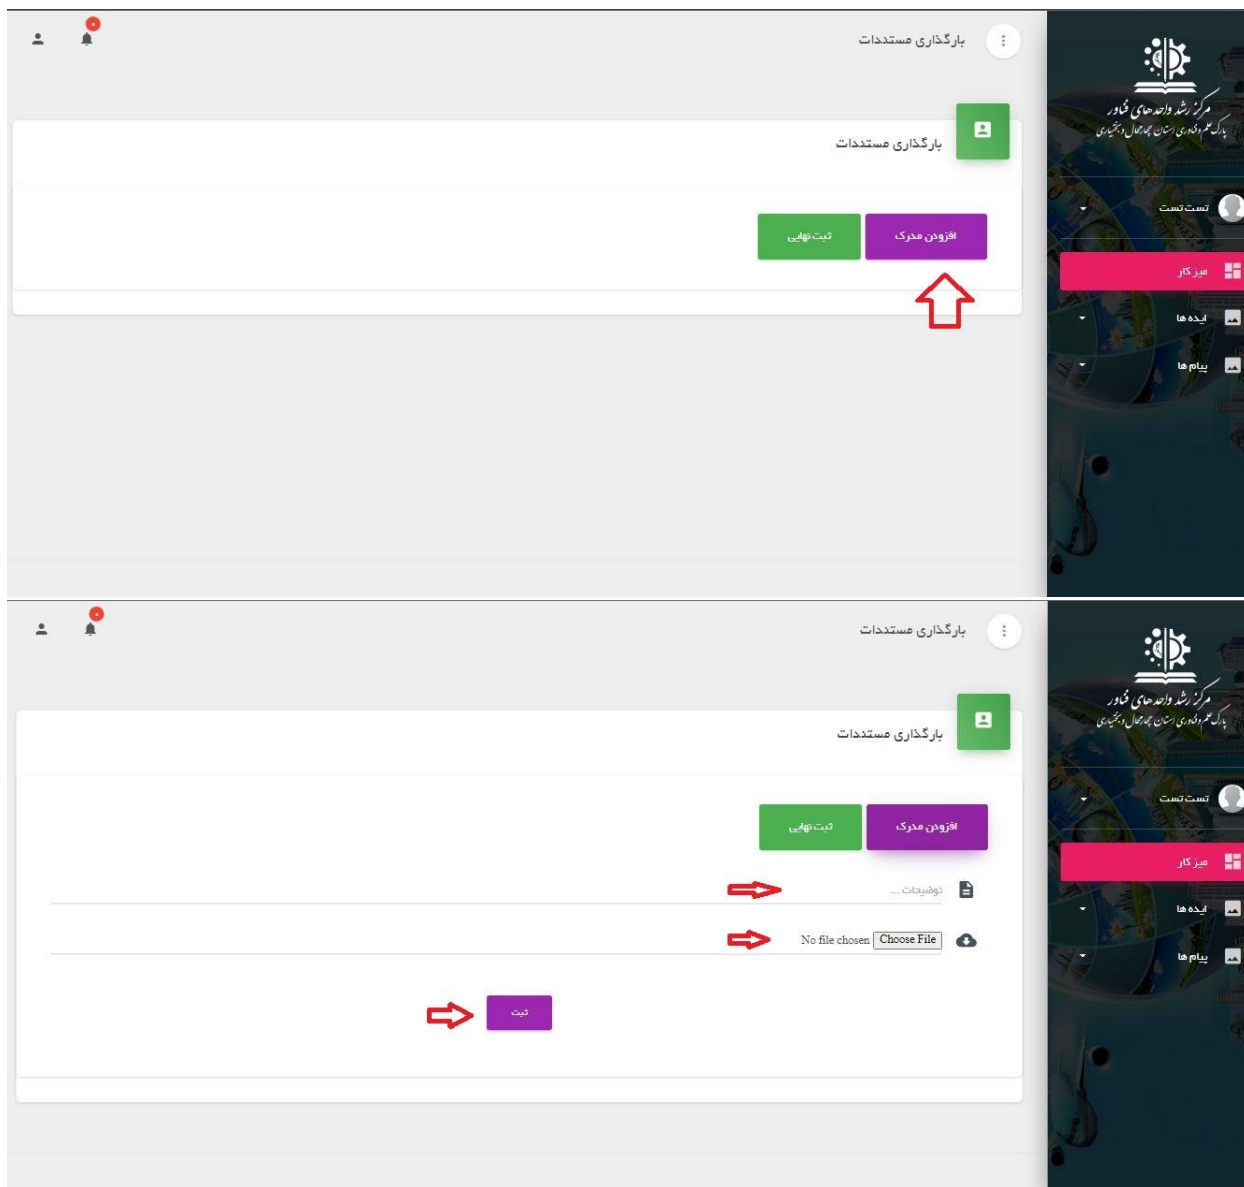 بارگذاری مستندات
۰
مرکز رشد واحدهای فناور
پارک علم و فناوری استان چهارمحال و بختیاری
بارگذاری مستندات
تست تست
افزودن مدرک
ثبت نهایی
میز کار
ایده ها
پیام ها
بارگذاری مستندات
۰
مرکز رشد واحدهای فناور
پارک علم و فناوری استان چهارمحال و بختیاری
بارگذاری مستندات
تست تست
افزودن مدرک
ثبت نهایی
میز کار
توضیحات ...
ایده ها
Choose File No file chosen
پیام ها
ثبت